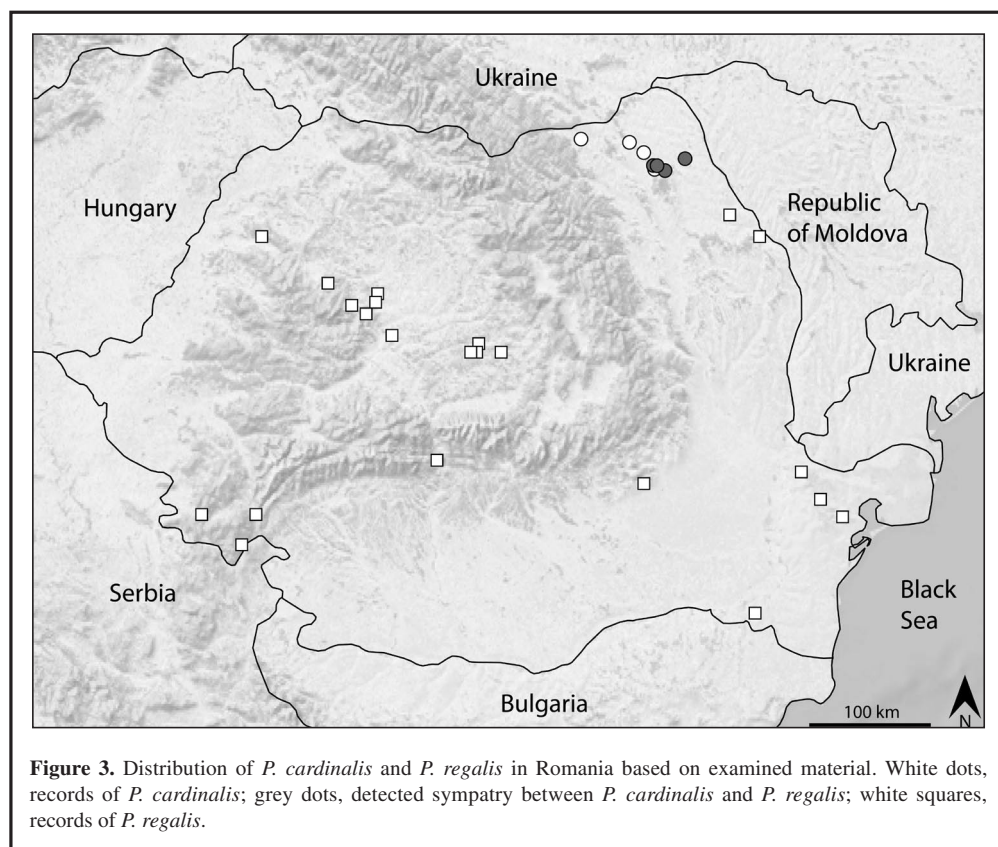 Ukraine
Hungary
Republic
of Moldova
Ukraine
Serbia
Black
Sea
Bulgaria
100 km
N
Figure 3. Distribution of P. cardinalis and P. regalis in Romania based on examined material. White dots,
records of P. cardinalis; grey dots, detected sympatry between P. cardinalis and P. regalis; white squares,
records of P. regalis.